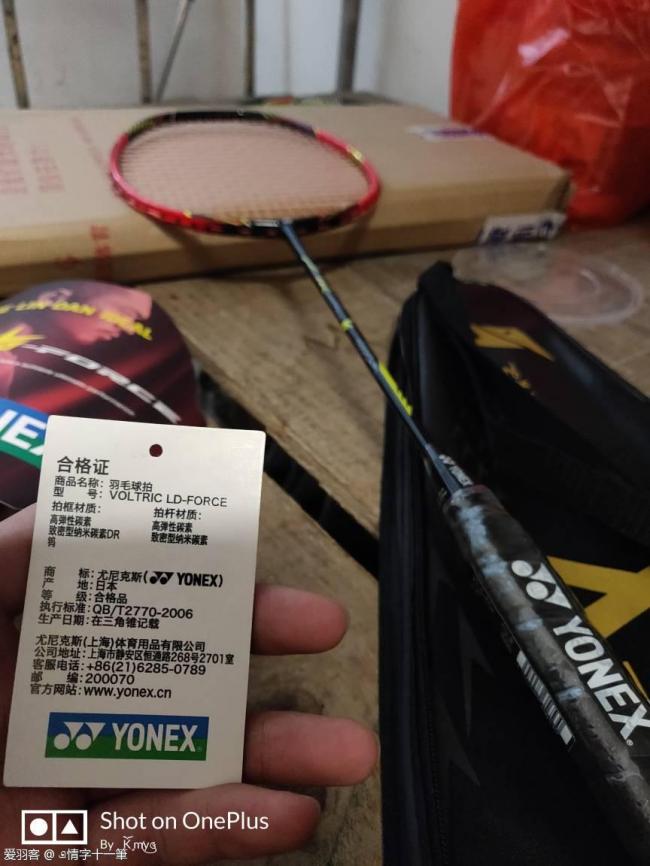 LIN DAN
FORCE
合格证
商品名称：羽毛球拍
型 号：VOLTRIC LD-FORCE
拍框材质： 拍杆材质：
高弹性碳素 高弹性碳素
致密型纳米碳素DR 致密型纳米碳素
钨
商 标：尤尼克斯(YONEX)
产 地：日本
等 级：合格品
执行标准：QB/T2770-2006
生产日期：在三角锥记载
尤尼克斯(上海)体育用品有限公司
公司地址：上海市静安区恒通路268号2701室
客服电话：+86(21)6285-0789
邮 编：200070
官方网站：www.yonex.cn
YONEX
YONEX
YONEX
Shot on OnePlus
爱羽客 @ 情字十一筆